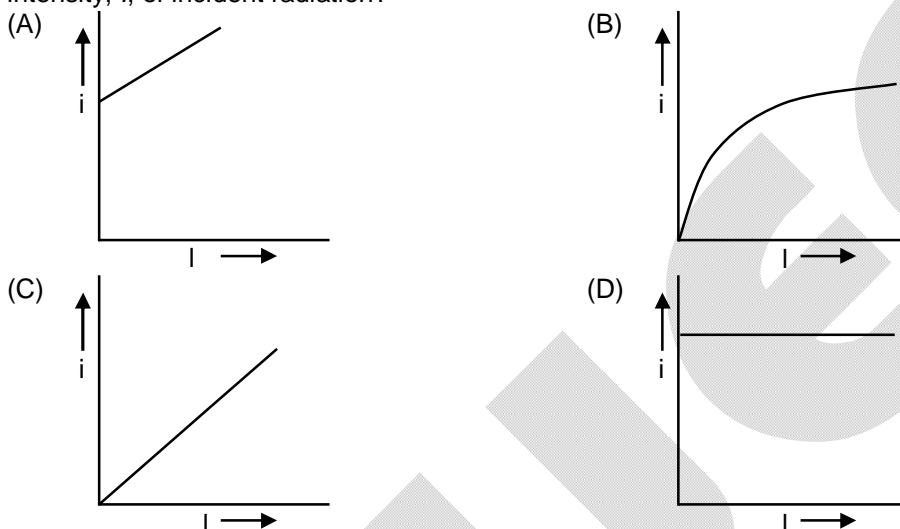 intensity, I, of incident radiation?
(A) (B)
i i
I I
(C) (D)
i i
I I